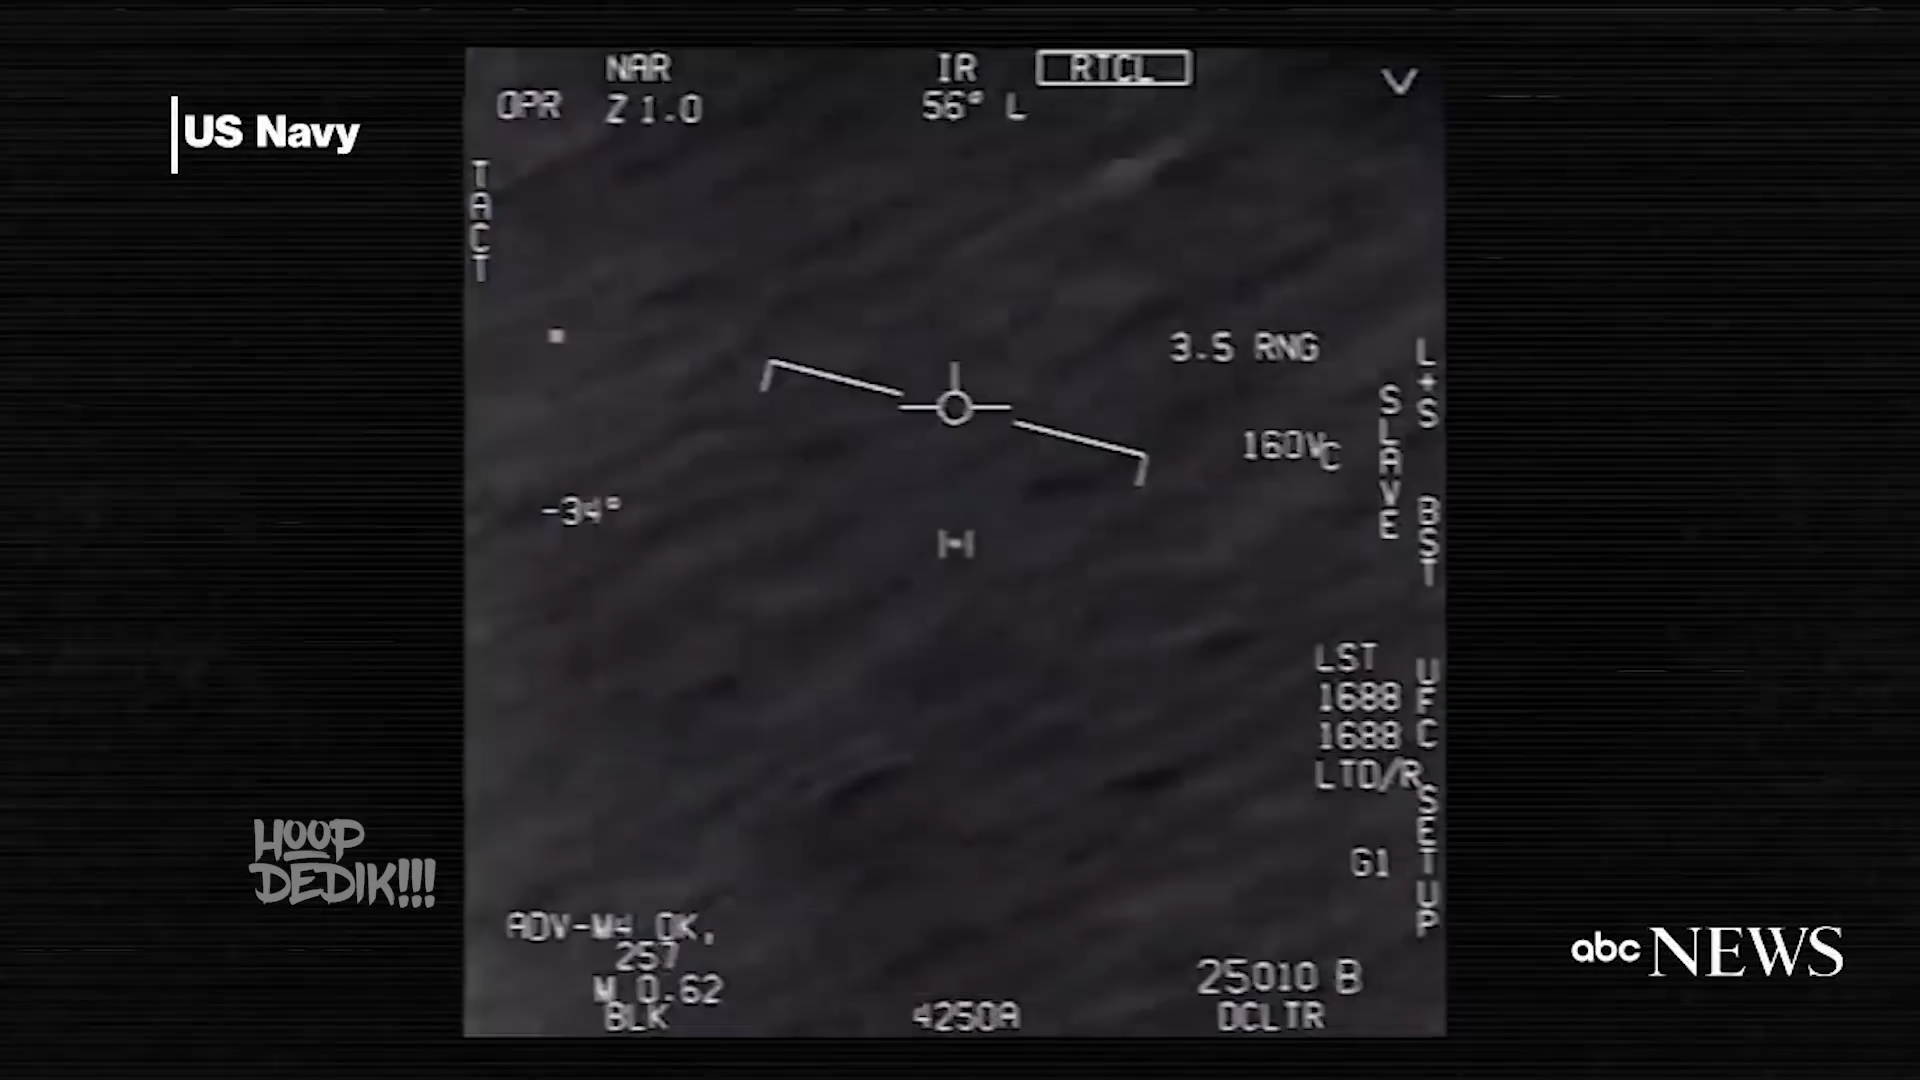 NAR
IR
RTCL
OPR
Z 1.0
56° L
US Navy
TACT
3.5 RNG
L+S
SLAVE
160Vc
-34°
BST
LST
1688
1688
UFC
LTD/R
SETUP
G1
HOOP
DEDIK!!!
ADV-M4 OK,
257
M 0.62
BLK
4250A
25010 B
DCLTR
abc NEWS